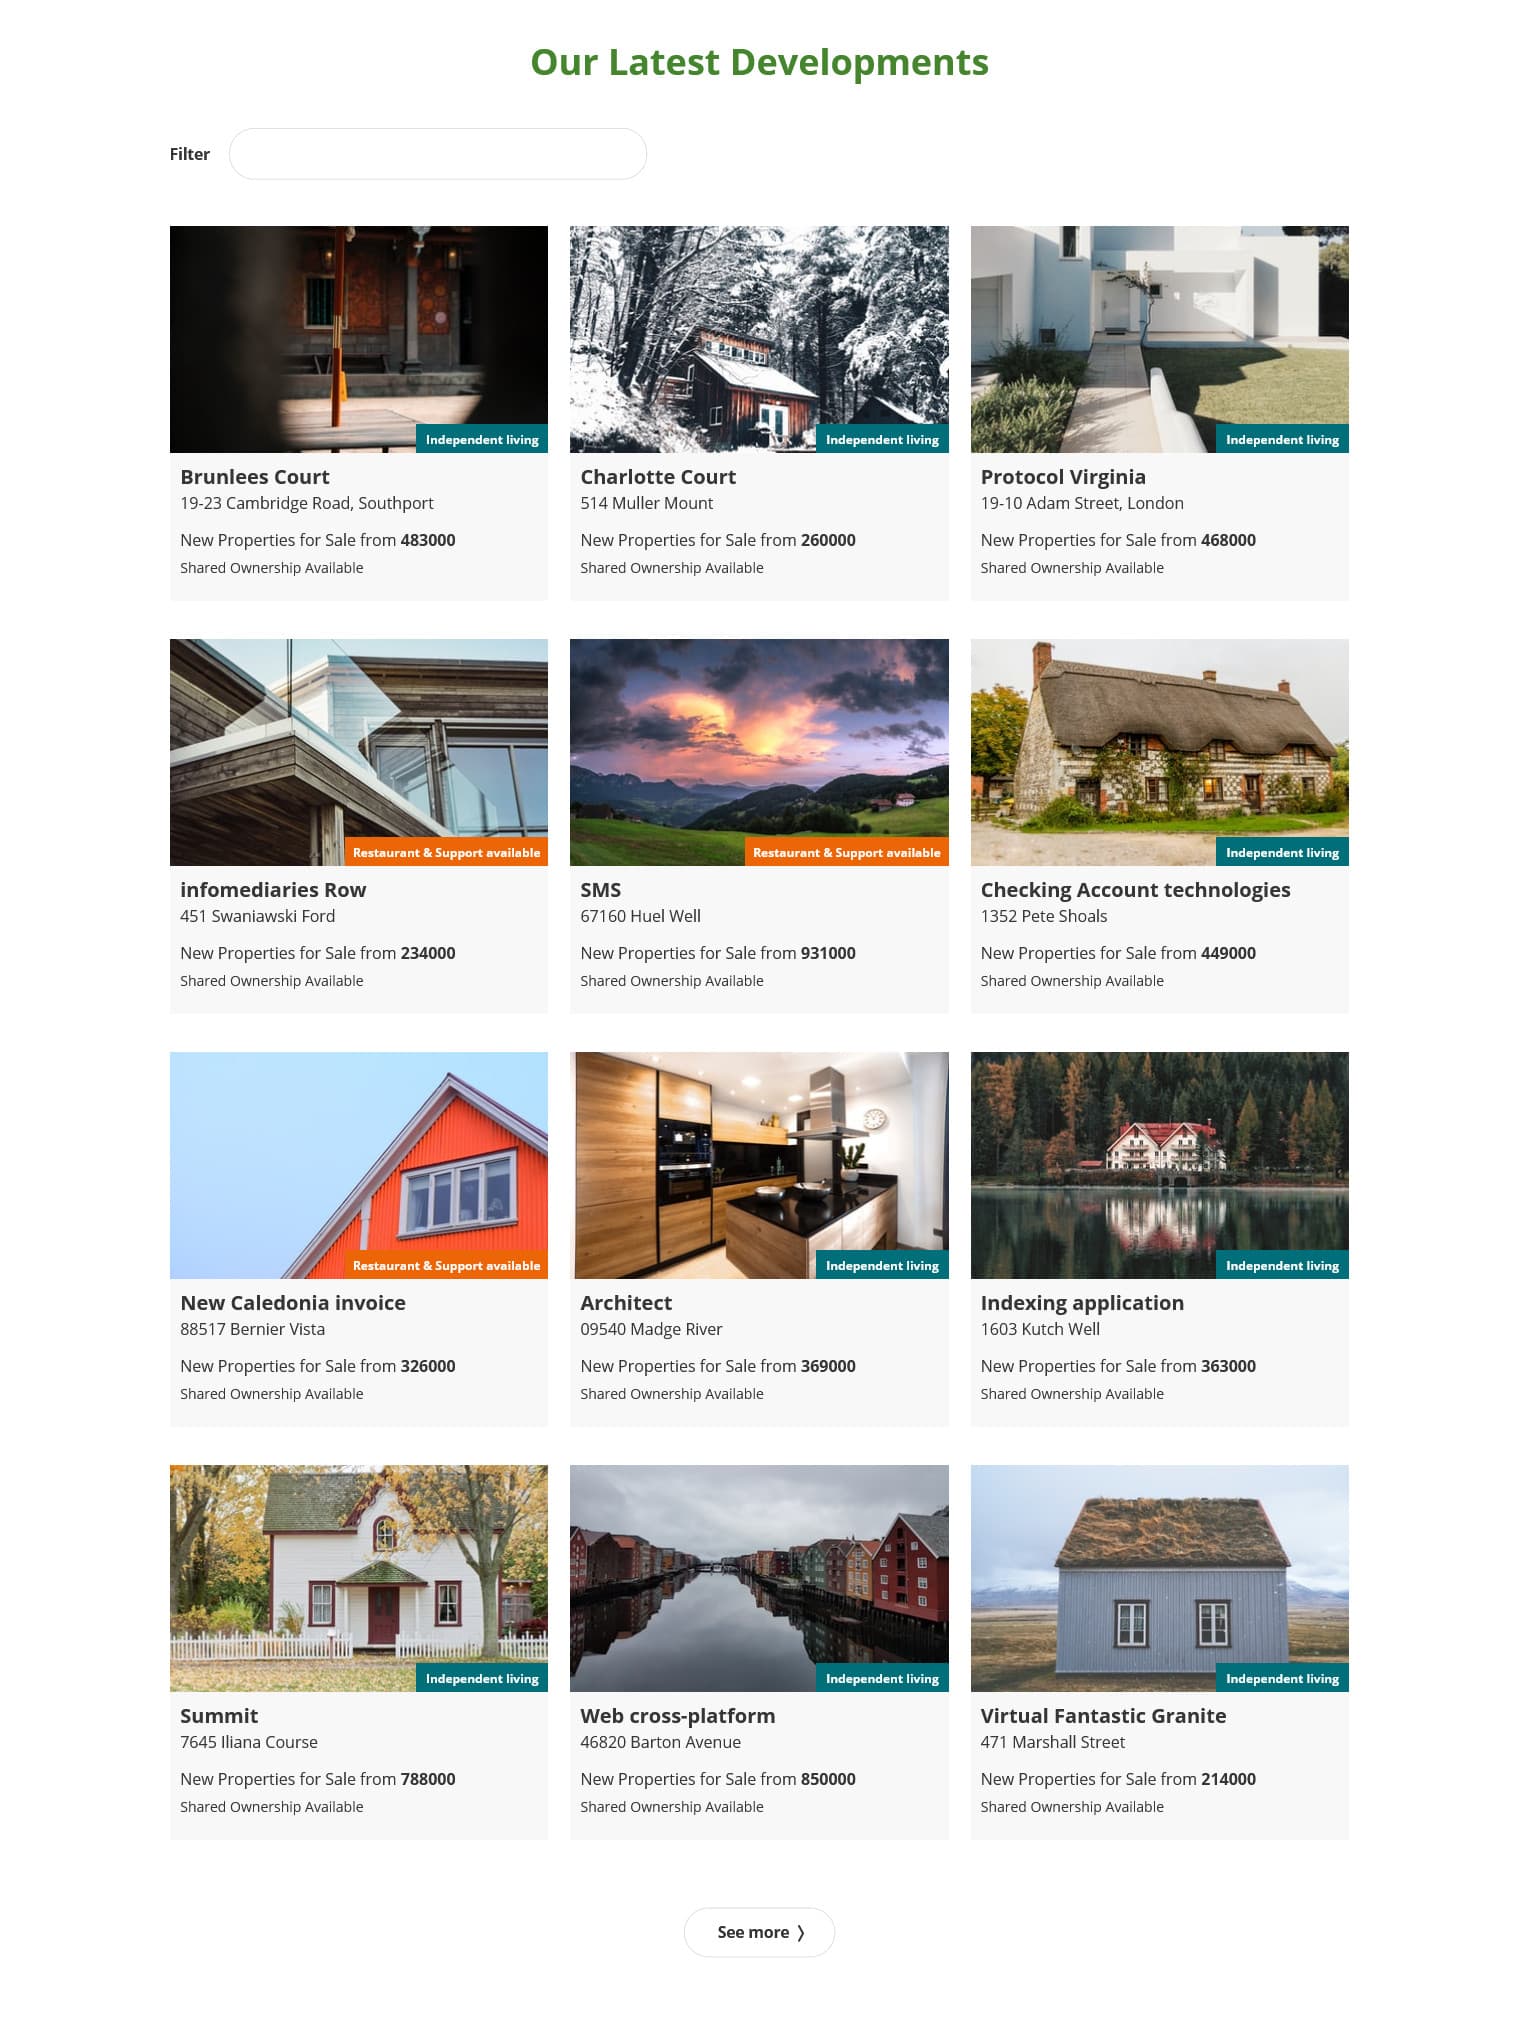 Our Latest Developments
Filter
Independent living
Brunlees Court
19-23 Cambridge Road, Southport
New Properties for Sale from 483000
Shared Ownership Available
Independent living
Charlotte Court
514 Muller Mount
New Properties for Sale from 260000
Shared Ownership Available
Independent living
Protocol Virginia
19-10 Adam Street, London
New Properties for Sale from 468000
Shared Ownership Available
Restaurant & Support available
infomediaries Row
451 Swaniawski Ford
New Properties for Sale from 234000
Shared Ownership Available
Restaurant & Support available
SMS
67160 Huel Well
New Properties for Sale from 931000
Shared Ownership Available
Independent living
Checking Account technologies
1352 Pete Shoals
New Properties for Sale from 449000
Shared Ownership Available
Restaurant & Support available
New Caledonia invoice
88517 Bernier Vista
New Properties for Sale from 326000
Shared Ownership Available
Independent living
Architect
09540 Madge River
New Properties for Sale from 369000
Shared Ownership Available
Independent living
Indexing application
1603 Kutch Well
New Properties for Sale from 363000
Shared Ownership Available
Independent living
Summit
7645 Iliana Course
New Properties for Sale from 788000
Shared Ownership Available
Independent living
Web cross-platform
46820 Barton Avenue
New Properties for Sale from 850000
Shared Ownership Available
Independent living
Virtual Fantastic Granite
471 Marshall Street
New Properties for Sale from 214000
Shared Ownership Available
See more